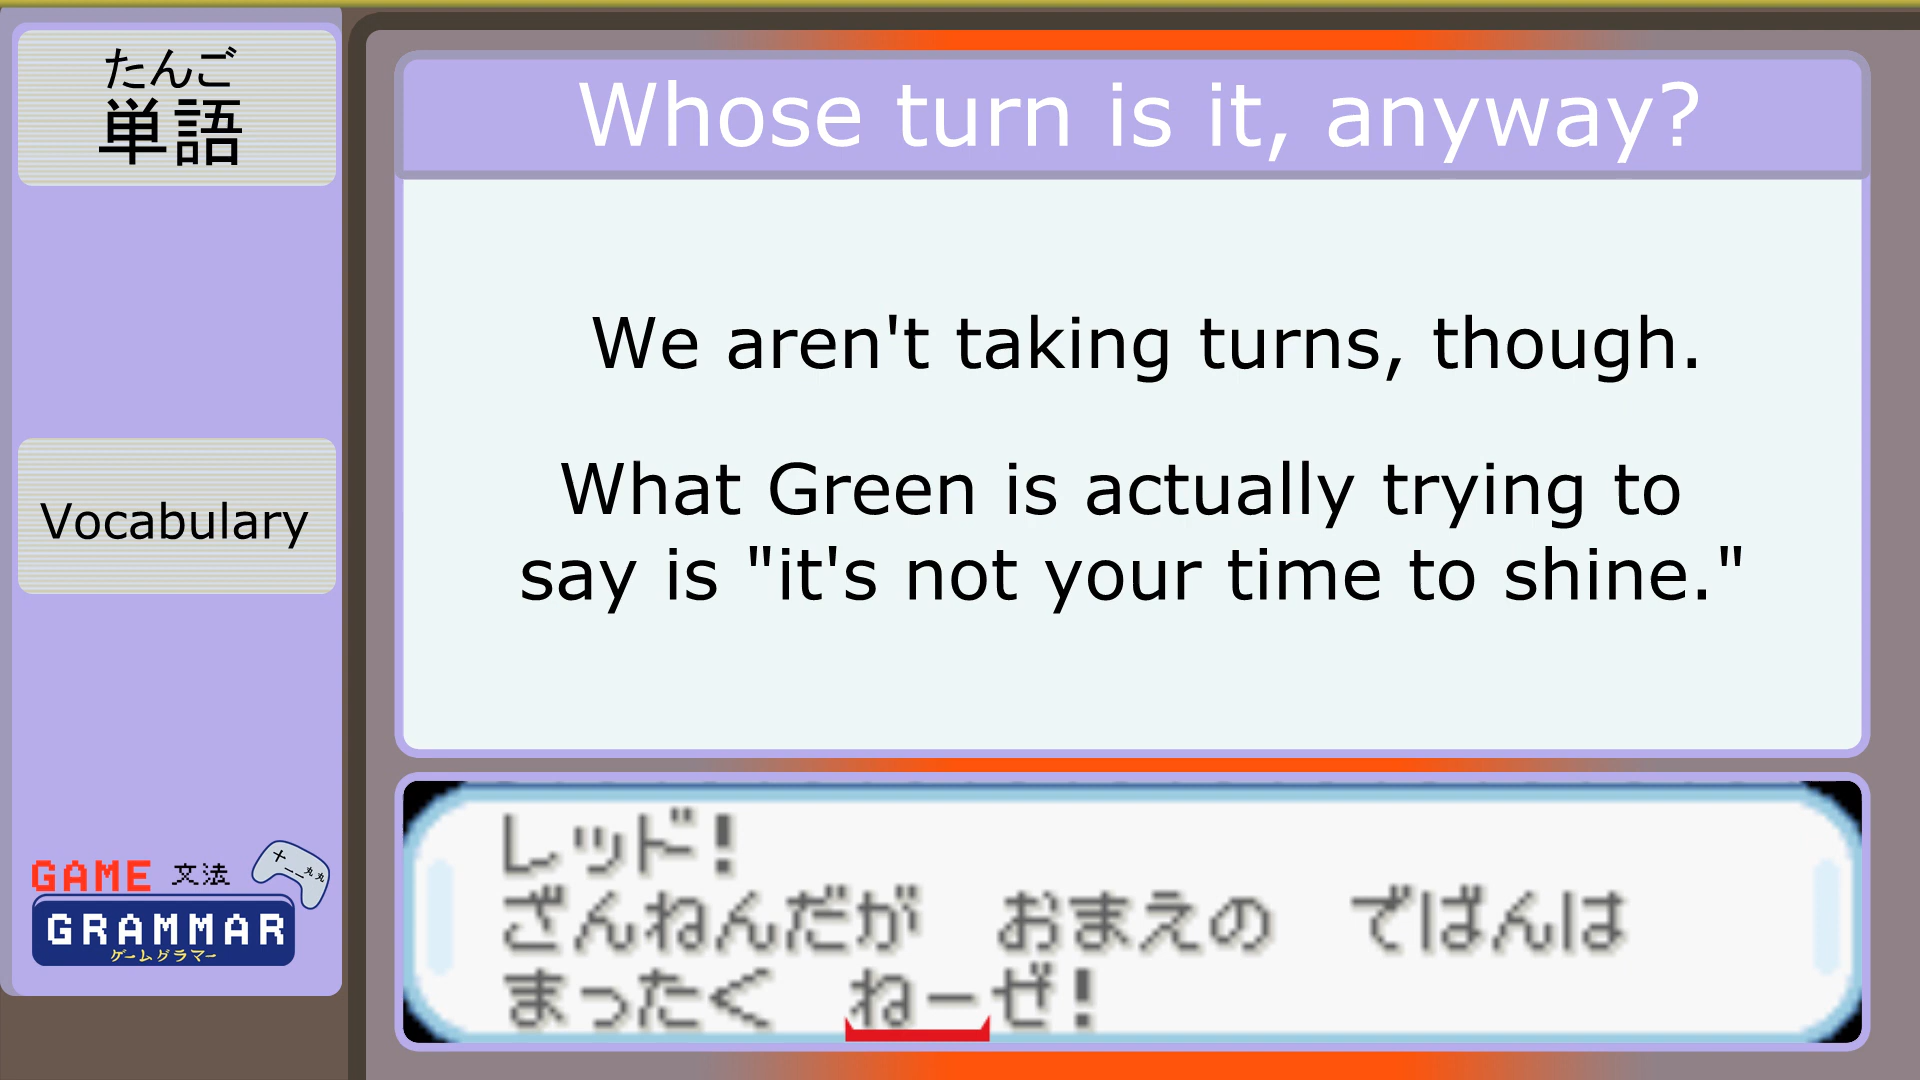 たんご
単語
Vocabulary
GAME 文法
GRAMMAR
ゲームグラマー
Whose turn is it, anyway?
We aren't taking turns, though.
What Green is actually trying to
say is "it's not your time to shine."
レッド!
ざんねんだが おまえの でばんは
まったく ねーぜ!